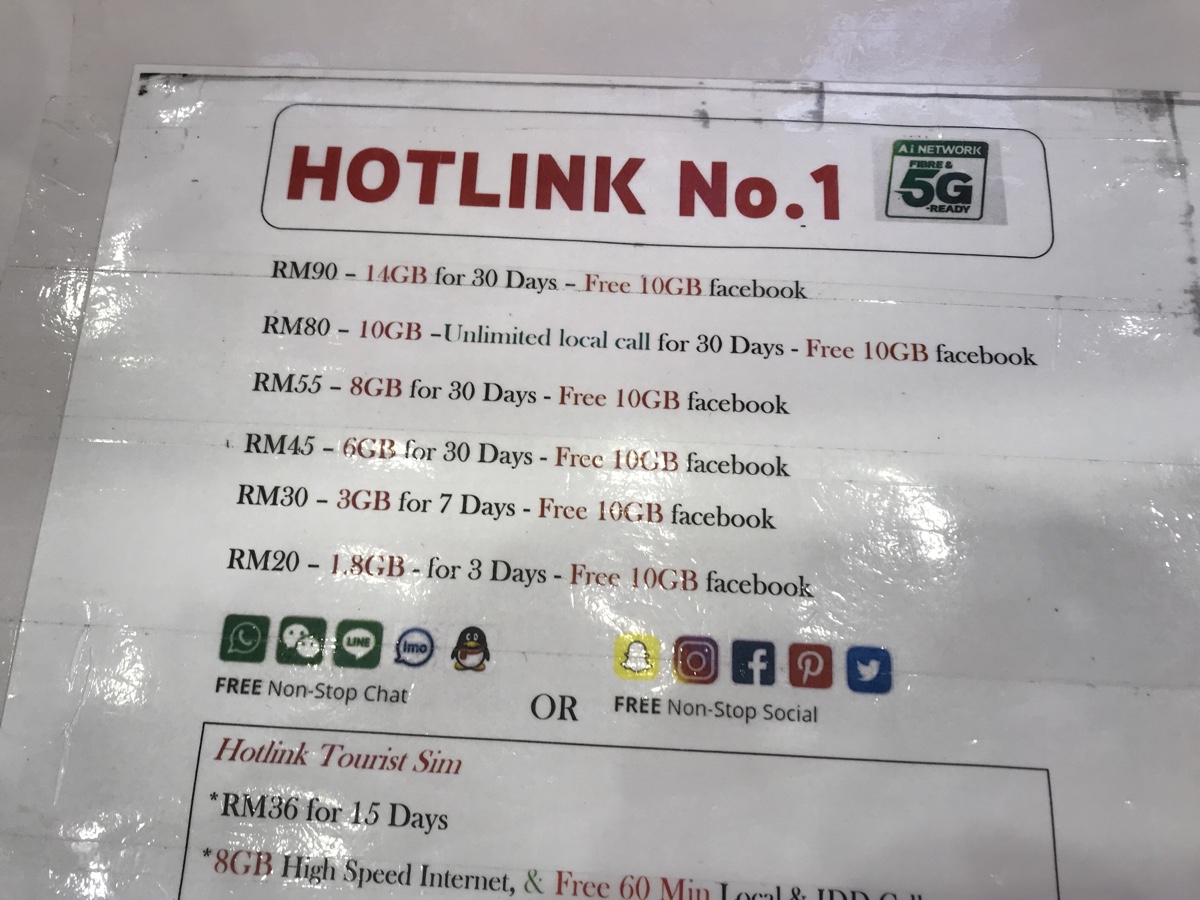 HOTLINK No.1
Ai NETWORK
FIBRE &
5G
-READY
RM90 – 14GB for 30 Days – Free 10GB facebook
RM80 – 10GB –Unlimited local call for 30 Days - Free 10GB facebook
RM55 – 8GB for 30 Days - Free 10GB facebook
RM45 – 6GB for 30 Days - Free 10GB facebook
RM30 – 3GB for 7 Days - Free 10GB facebook
RM20 – 1.8GB - for 3 Days - Free 10GB facebook
LINE
imo
FREE Non-Stop Chat
OR
FREE Non-Stop Social
Hotlink Tourist Sim
*RM36 for 15 Days
*8GB High Speed Internet, & Free 60 Min Local & IDD Call